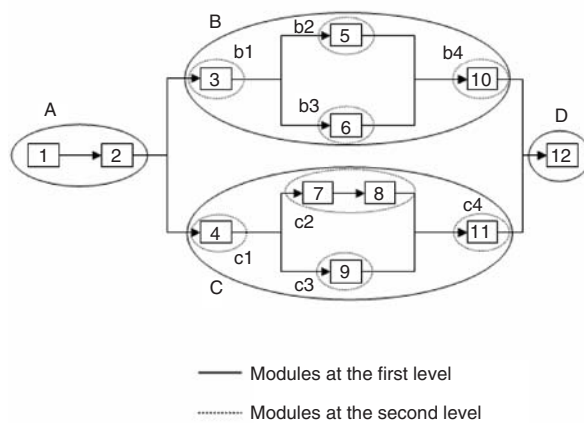 B
b1
b2
5
b4
3
10
b3
6
A
D
1
2
12
7
8
c2
c4
4
11
c1
9
c3
C
Modules at the first level
Modules at the second level